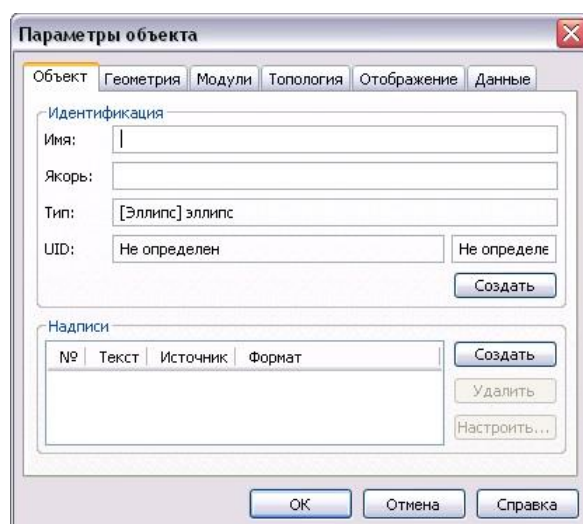 Параметры объекта
Объект Геометрия Модули Топология Отображение Данные
Идентификация
Имя:
Якорь:
Тип: [Эллипс] эллипс
UID: Не определен Не определе
Создать
Надписи
№ Текст Источник Формат
Создать
Удалить
Настроить...
ОК Отмена Справка